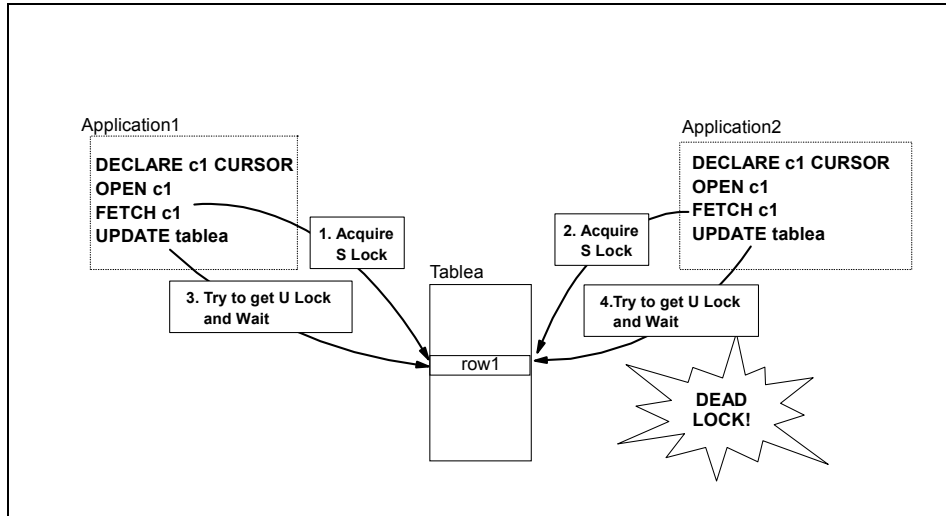 Application1
DECLARE c1 CURSOR
OPEN c1
FETCH c1
UPDATE tablea
1. Acquire
S Lock
3. Try to get U Lock
and Wait
Tablea
row1
Application2
DECLARE c1 CURSOR
OPEN c1
FETCH c1
UPDATE tablea
2. Acquire
S Lock
4.Try to get U Lock
and Wait
DEAD
LOCK!